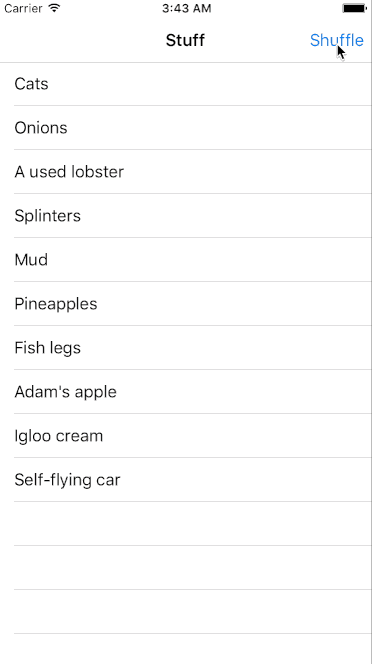 Carrier 3:43 AM
Stuff Shuffle
Cats
Onions
A used lobster
Splinters
Mud
Pineapples
Fish legs
Adam's apple
Igloo cream
Self-flying car